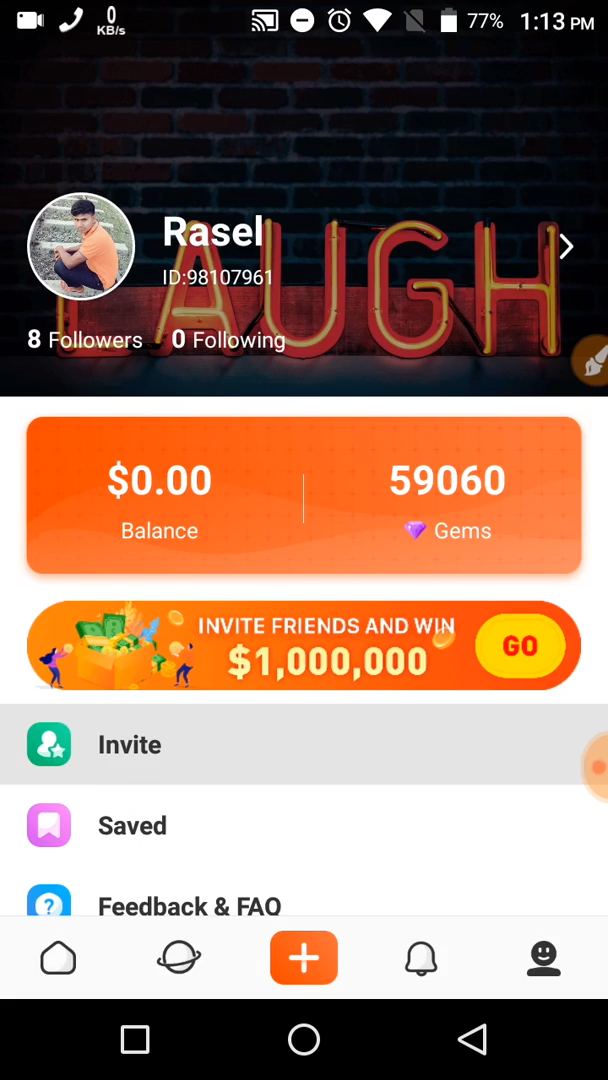 0
KB/s
77%
1:13 PM
LAUGH
Rasel
ID:98107961
8 Followers
0 Following
$0.00
59060
Balance
Gems
INVITE FRIENDS AND WIN
$1,000,000
GO
Invite
Saved
Feedback & FAQ